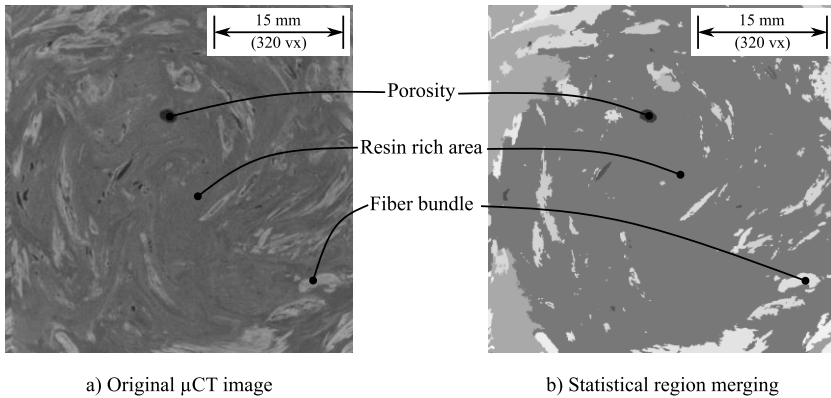 15 mm
(320 vx)
15 mm
(320 vx)
Porosity
Resin rich area
Fiber bundle
a) Original μCT image
b) Statistical region merging